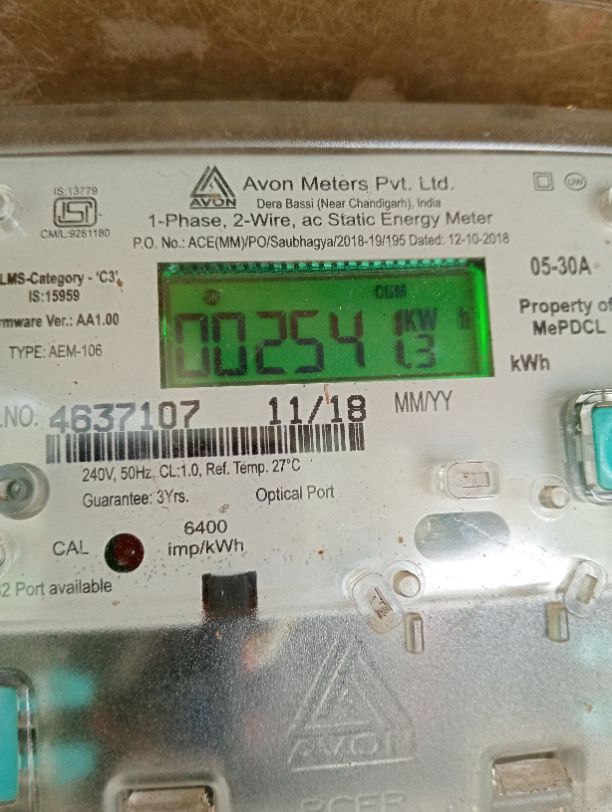 IS:13779
ISI
CM/L:9281180
AVON
Avon Meters Pvt. Ltd.
Dera Bassi (Near Chandigarh), India
1-Phase, 2-Wire, ac Static Energy Meter
P.O. No.: ACE(MM)/PO/Saubhagya/2018-19/195 Dated: 12-10-2018
LMS-Category - 'C3'
IS:15959
rmware Ver.: AA1.00
TYPE: AEM-106
CUM
KW h
002541
05-30A
Property of
MePDCL
kWh
.NO. 4637107 11/18 MM/YY
240V, 50Hz, CL:1.0, Ref. Temp. 27°C
Guarantee: 3Yrs. Optical Port
6400
CAL imp/kWh
2 Port available
AVON